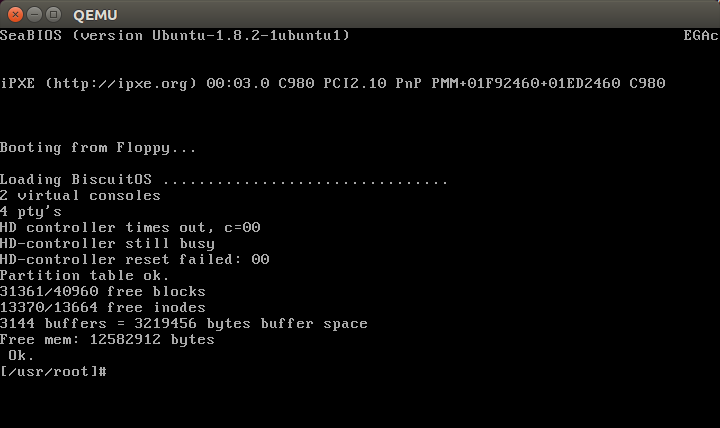 QEMU
SeaBIOS (version Ubuntu-1.8.2-1ubuntu1) EGAc
iPXE (http://ipxe.org) 00:03.0 C980 PCI2.10 PnP PMM+01F92460+01ED2460 C980
Booting from Floppy...
Loading BiscuitOS ................................
2 virtual consoles
4 pty's
HD controller times out, c=00
HD-controller still busy
HD-controller reset failed: 00
Partition table ok.
31361/40960 free blocks
13370/13664 free inodes
3144 buffers = 3219456 bytes buffer space
Free mem: 12582912 bytes
Ok.
[/usr/root]#